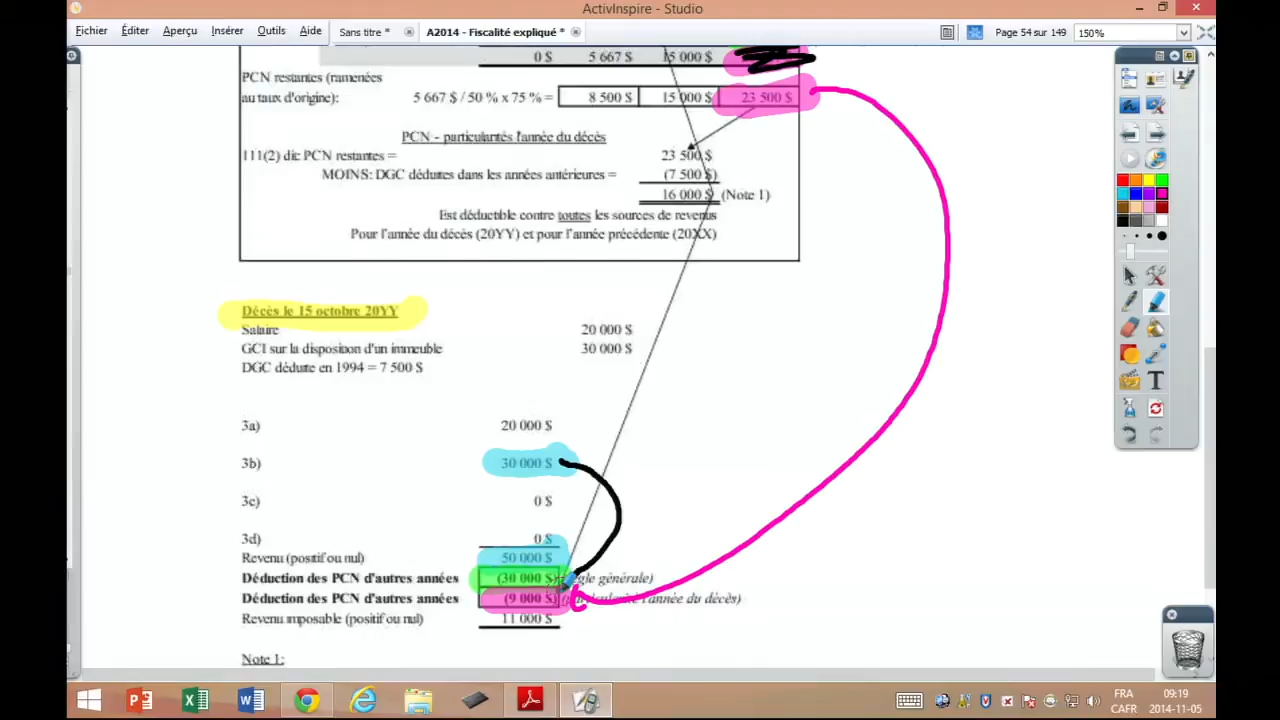 ActivInspire - Studio
Fichier Éditer Aperçu Insérer Outils Aide Sans titre * A2014 - Fiscalité expliqué * Page 54 sur 149 150%
0 $ 5 667 $ 15 000 $
PCN restantes (ramenées
au taux d'origine): 5 667 $ / 50 % x 75 % = 8 500 $ 15 000 $ 23 500 $
PCN - particularités l'année du décès
111(2) dit PCN restantes = 23 500 $
MOINS: DGC déduites dans les années antérieures = (7 500 $)
16 000 $ (Note 1)
Est déductible contre toutes les sources de revenus
Pour l'année du décès (20YY) et pour l'année précédente (20XX)
Décès le 15 octobre 20YY
Salaire 20 000 $
GCI sur la disposition d'un immeuble 30 000 $
DGC déduite en 1994 = 7 500 $
3a) 20 000 $
3b) 30 000 $
3c) 0 $
3d) 0 $
Revenu (positif ou nul) 50 000 $
Déduction des PCN d'autres années (30 000 $) générale)
Déduction des PCN d'autres années (9 000 $) l'année du décès)
Revenu imposable (positif ou nul) 11 000 $
Note 1:
FRA 09:19
CAFR 2014-11-05